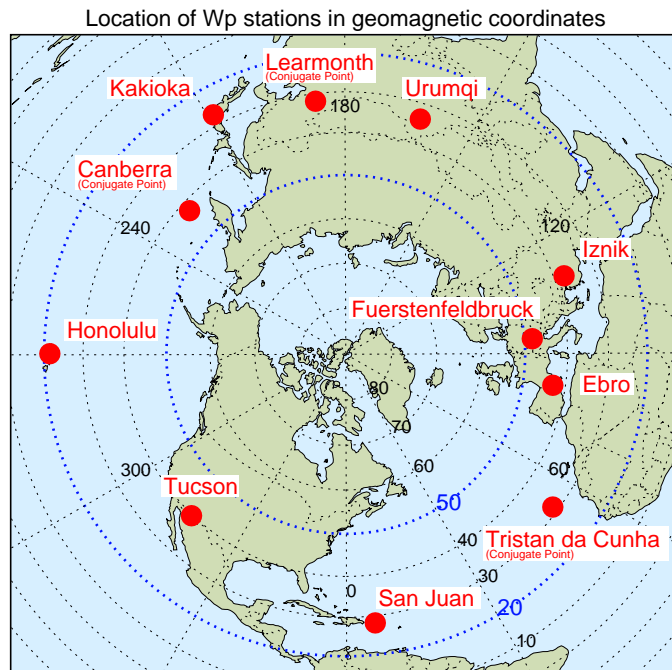 Location of Wp stations in geomagnetic coordinates
Learmonth
(Conjugate Point)
Kakioka
Urumqi
180
Canberra
(Conjugate Point)
240
120
Iznik
Fuerstenfeldbruck
Honolulu
Ebro
80
70
300
60
60
Tucson
50
Tristan da Cunha
(Conjugate Point)
40
30
0
San Juan
20
10